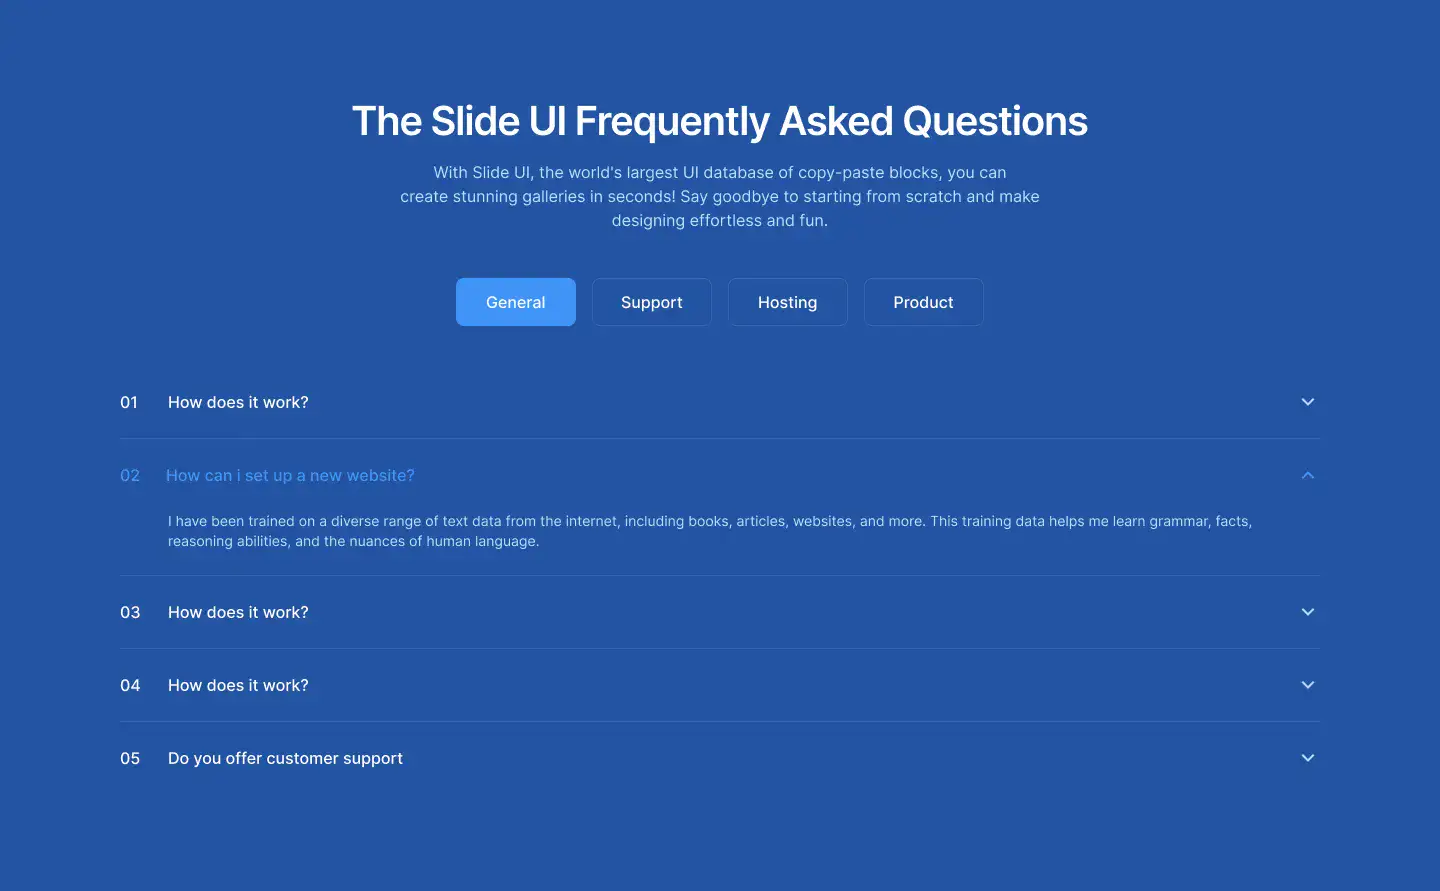 The Slide UI Frequently Asked Questions
With Slide UI, the world's largest UI database of copy-paste blocks, you can
create stunning galleries in seconds! Say goodbye to starting from scratch and make
designing effortless and fun.
General Support Hosting Product
01 How does it work?
02 How can i set up a new website?
I have been trained on a diverse range of text data from the internet, including books, articles, websites, and more. This training data helps me learn grammar, facts,
reasoning abilities, and the nuances of human language.
03 How does it work?
04 How does it work?
05 Do you offer customer support